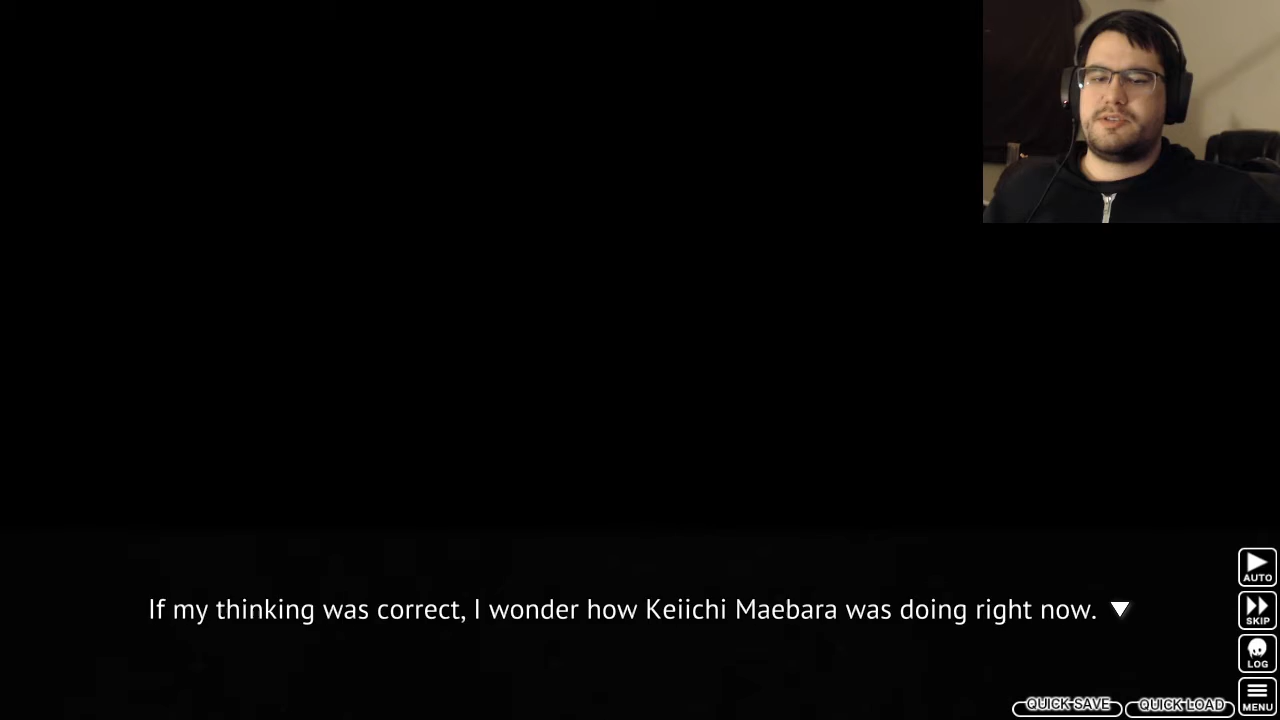 If my thinking was correct, I wonder how Keiichi Maebara was doing right now.
AUTO
SKIP
LOG
QUICK SAVE
QUICK LOAD
MENU